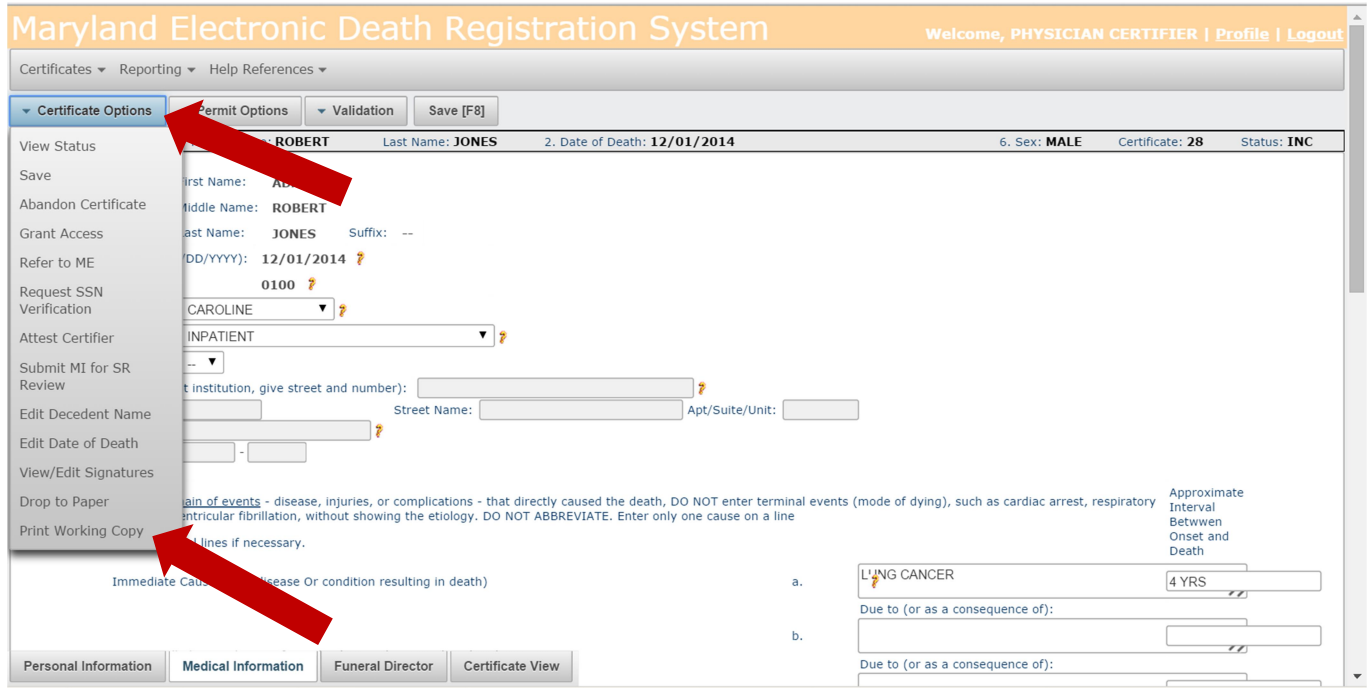 Maryland Electronic Death Registration System
Welcome, PHYSICIAN CERTIFIER | Profile | Logout
Certificates Reporting Help References
Certificate Options Permit Options Validation Save [F8]
ROBERT Last Name: JONES 2. Date of Death: 12/01/2014 6. Sex: MALE Certificate: 28 Status: INC
View Status
Save
Abandon Certificate
Grant Access
Refer to ME
Request SSN
Verification
Attest Certifier
Submit MI for SR
Review
Edit Decedent Name
Edit Date of Death
View/Edit Signatures
Drop to Paper
Print Working Copy
First Name:
Middle Name: ROBERT
Last Name: JONES Suffix: --
/DD/YYYY): 12/01/2014
0100
CAROLINE
INPATIENT
--
t institution, give street and number):
Street Name: Apt/Suite/Unit:
-
ain of events - disease, injuries, or complications - that directly caused the death, DO NOT enter terminal events (mode of dying), such as cardiac arrest, respiratory
entricular fibrillation, without showing the etiology. DO NOT ABBREVIATE. Enter only one cause on a line
lines if necessary.
Approximate
Interval
Betwwen
Onset and
Death
Immediate Cause disease Or condition resulting in death) a. LUNG CANCER 4 YRS
Due to (or as a consequence of):
b.
Due to (or as a consequence of):
Personal Information Medical Information Funeral Director Certificate View